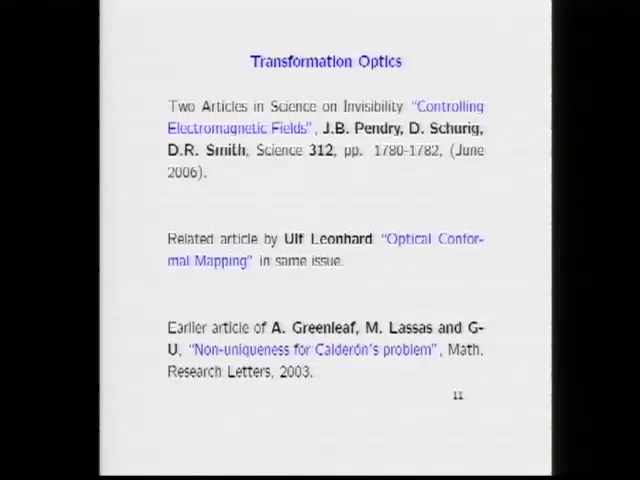 Transformation Optics
Two Articles in Science on Invisibility "Controlling
Electromagnetic Fields", J.B. Pendry, D. Schurig,
D.R. Smith, Science 312, pp. 1780-1782, (June
2006).
Related article by Ulf Leonhard "Optical Confor-
mal Mapping" in same issue.
Earlier article of A. Greenleaf, M. Lassas and G-
U, "Non-uniqueness for Calderón's problem", Math.
Research Letters, 2003.
11